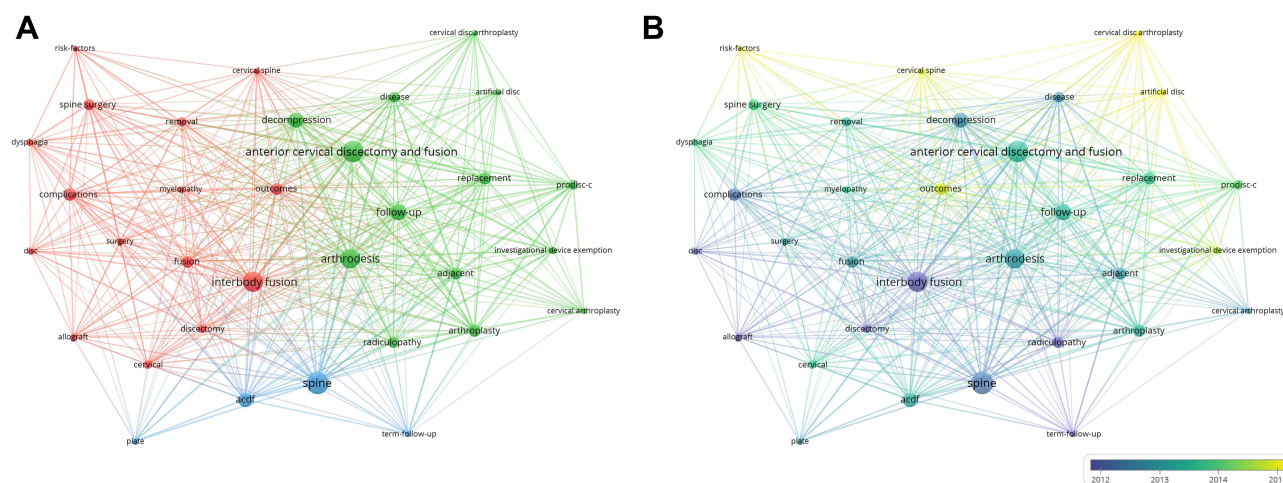 A
cervical disc arthroplasty
risk-factors
cervical spine
artificial disc
disease
spine surgery
decompression
removal
dysphagia
anterior cervical discectomy and fusion
replacement
prodisc-c
myelopathy
outcomes
complications
follow-up
surgery
disc
investigational device exemption
arthrodesis
fusion
adjacent
interbody fusion
cervical arthroplasty
discectomy
arthroplasty
allograft
radiculopathy
cervical
spine
acdf
term-follow-up
plate
B
cervical disc arthroplasty
risk-factors
cervical spine
artificial disc
disease
spine surgery
decompression
removal
dysphagia
anterior cervical discectomy and fusion
replacement
prodisc-c
myelopathy
outcomes
complications
follow-up
surgery
disc
investigational device exemption
arthrodesis
fusion
adjacent
interbody fusion
cervical arthroplasty
discectomy
arthroplasty
allograft
radiculopathy
cervical
spine
acdf
term-follow-up
plate
2012 2013 2014